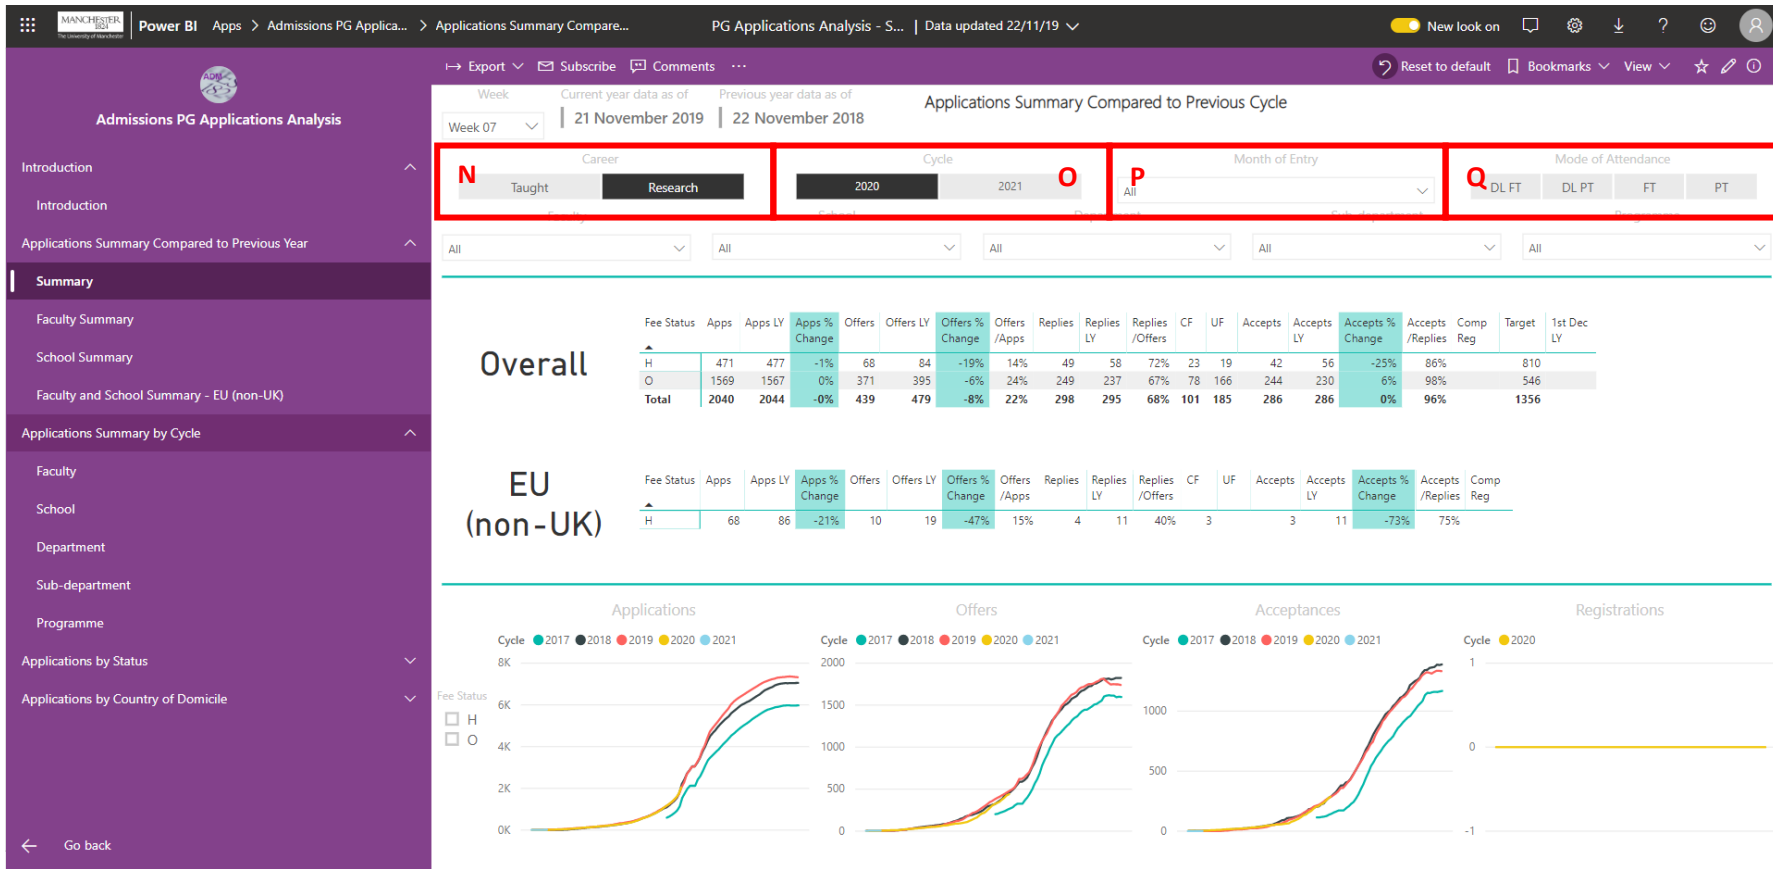 MANCHESTER
1824
The University of Manchester
Power BI Apps > Admissions PG Applica... > Applications Summary Compare...
PG Applications Analysis - S... | Data updated 22/11/19
New look on
Export Subscribe Comments ...
Reset to default Bookmarks View
ADM
Admissions PG Applications Analysis
Introduction
Introduction
Applications Summary Compared to Previous Year
Summary
Faculty Summary
School Summary
Faculty and School Summary - EU (non-UK)
Applications Summary by Cycle
Faculty
School
Department
Sub-department
Programme
Applications by Status
Applications by Country of Domicile
Go back
Week Current year data as of Previous year data as of
Week 07 21 November 2019 22 November 2018
Applications Summary Compared to Previous Cycle
N Career
Taught Research
Cycle O
2020 2021
P Month of Entry
All
Q Mode of Attendance
DL FT DL PT FT PT
Faculty School Department Sub-department Programme
All All All All All
Overall
Fee Status Apps Apps LY Apps % Change Offers Offers LY Offers % Change Offers /Apps Replies Replies LY Replies /Offers CF UF Accepts Accepts LY Accepts % Change Accepts /Replies Comp Reg Target 1st Dec LY
H 471 477 -1% 68 84 -19% 14% 49 58 72% 23 19 42 56 -25% 86% 810
O 1569 1567 0% 371 395 -6% 24% 249 237 67% 78 166 244 230 6% 98% 546
Total 2040 2044 -0% 439 479 -8% 22% 298 295 68% 101 185 286 286 0% 96% 1356
EU
(non-UK)
Fee Status Apps Apps LY Apps % Change Offers Offers LY Offers % Change Offers /Apps Replies Replies LY Replies /Offers CF UF Accepts Accepts LY Accepts % Change Accepts /Replies Comp Reg
H 68 86 -21% 10 19 -47% 15% 4 11 40% 3 3 11 -73% 75%
Fee Status
H
O
Applications
Cycle 2017 2018 2019 2020 2021
8K
6K
4K
2K
0K
Offers
Cycle 2017 2018 2019 2020 2021
2000
1500
1000
500
0
Acceptances
Cycle 2017 2018 2019 2020 2021
1000
500
0
Registrations
Cycle 2020
1
0
-1